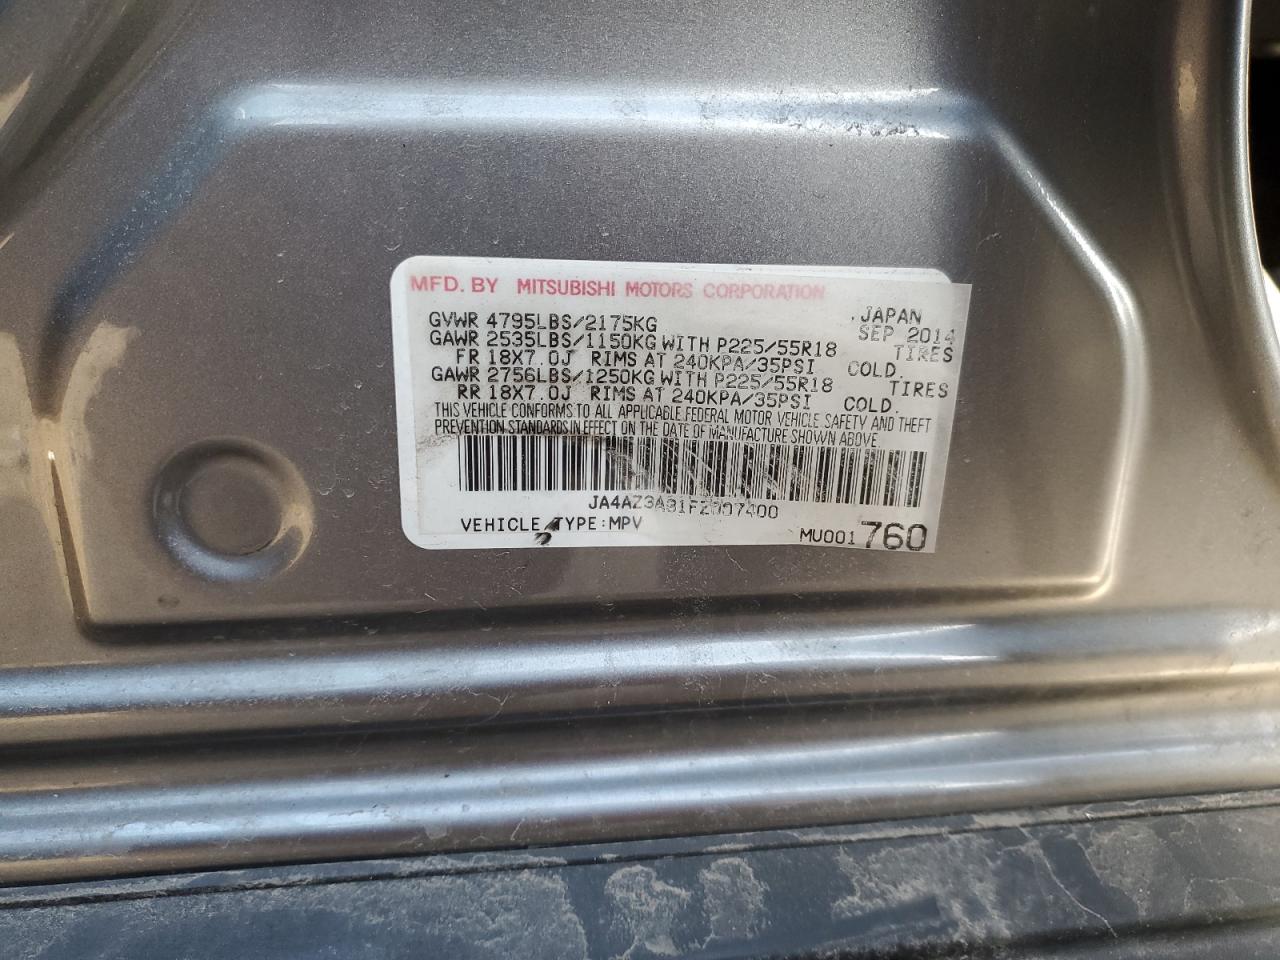 MFD. BY MITSUBISHI MOTORS CORPORATION
JAPAN
GVWR 4795LBS/2175KG SEP 2014
GAWR 2535LBS/1150KG WITH P225/55R18 TIRES
FR 18X7.0J RIMS AT 240KPA/35PSI COLD.
GAWR 2756LBS/1250KG WITH P225/55R18 TIRES
RR 18X7.0J RIMS AT 240KPA/35PSI COLD.
THIS VEHICLE CONFORMS TO ALL APPLICABLE FEDERAL MOTOR VEHICLE SAFETY AND THEFT
PREVENTION STANDARDS IN EFFECT ON THE DATE OF MANUFACTURE SHOWN ABOVE.
VEHICLE TYPE:MPV
MU001760